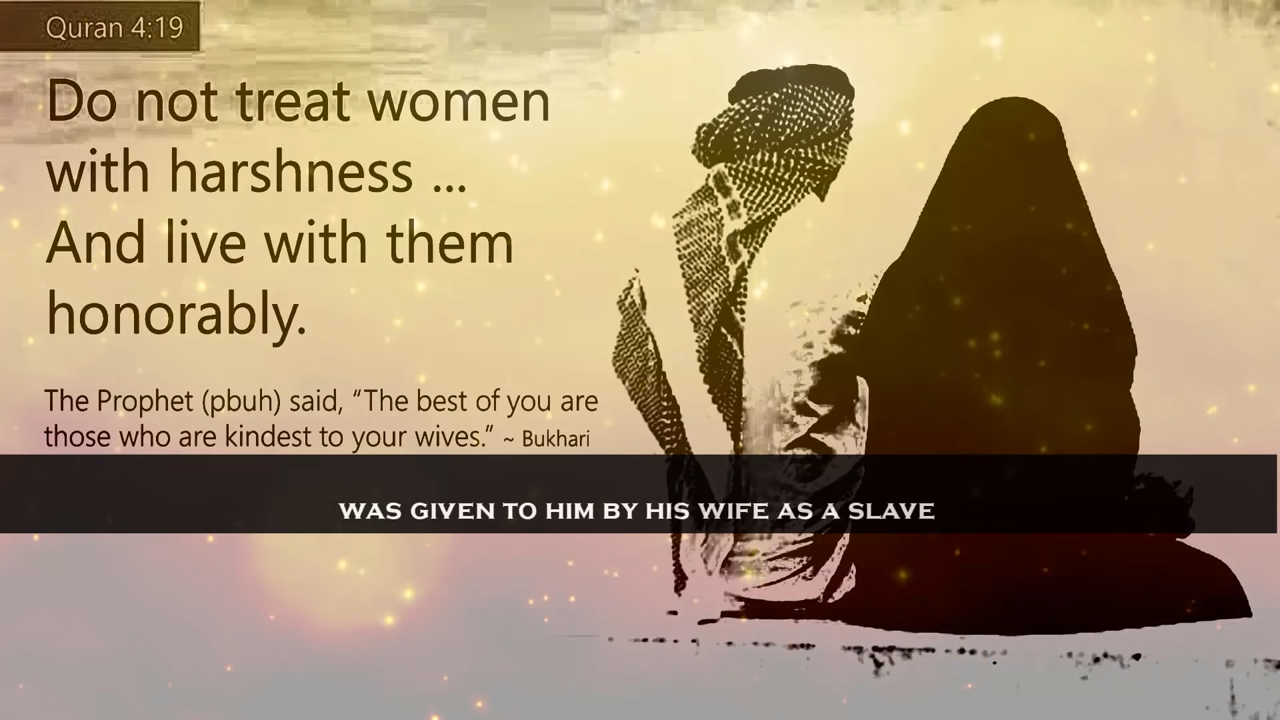 Quran 4:19
Do not treat women
with harshness ...
And live with them
honorably.
The Prophet (pbuh) said, “The best of you are
those who are kindest to your wives.” ~ Bukhari
WAS GIVEN TO HIM BY HIS WIFE AS A SLAVE